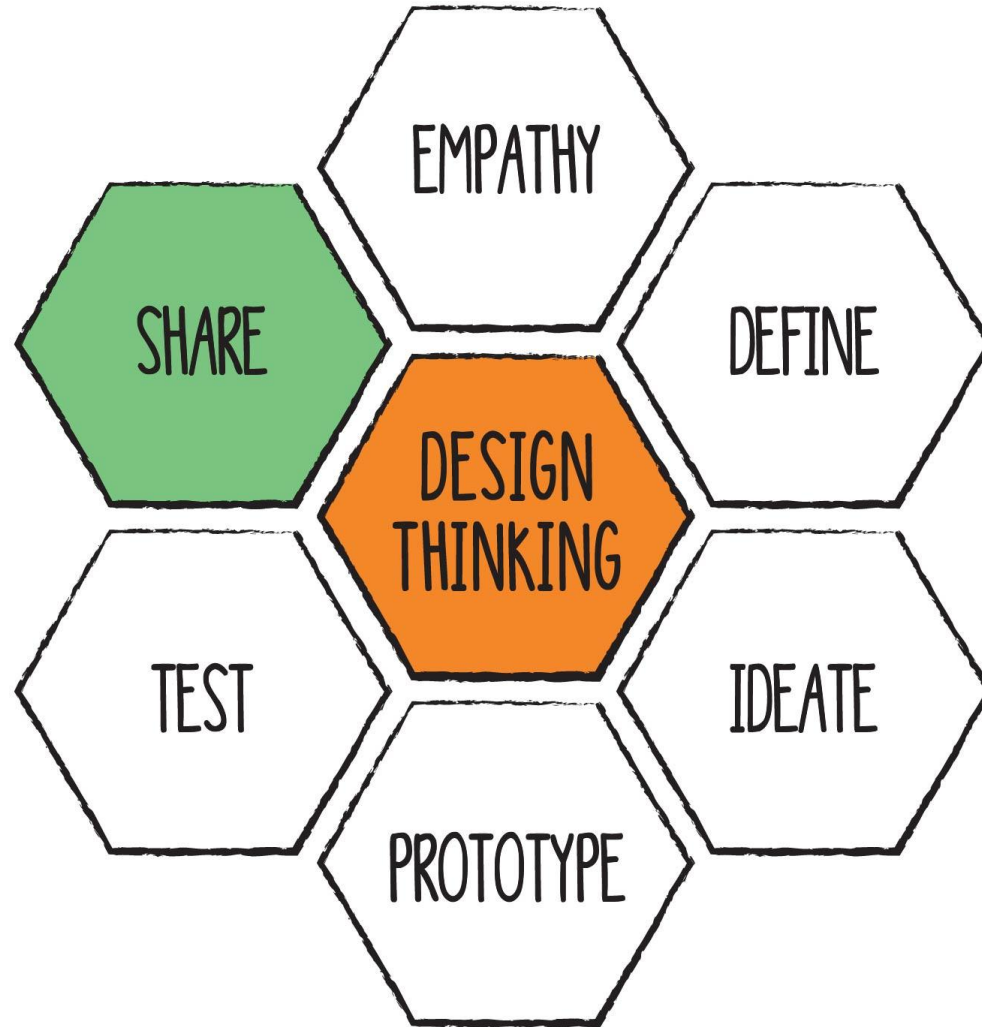 EMPATHY
SHARE
DEFINE
DESIGN
THINKING
TEST
IDEATE
PROTOTYPE